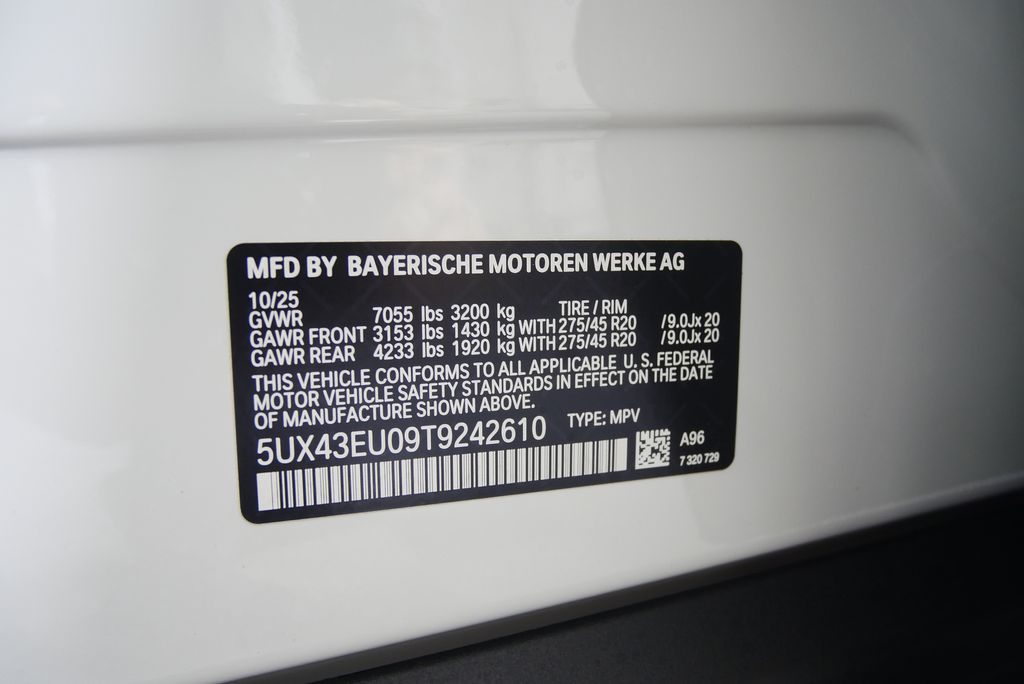 MFD BY BAYERISCHE MOTOREN WERKE AG
10/25
GVWR 7055 lbs 3200 kg TIRE / RIM
GAWR FRONT 3153 lbs 1430 kg WITH 275/45 R20 /9.0Jx 20
GAWR REAR 4233 lbs 1920 kg WITH 275/45 R20 /9.0Jx 20
THIS VEHICLE CONFORMS TO ALL APPLICABLE U. S. FEDERAL
MOTOR VEHICLE SAFETY STANDARDS IN EFFECT ON THE DATE
OF MANUFACTURE SHOWN ABOVE.
TYPE: MPV
5UX43EU09T9242610
A96
7 320 729